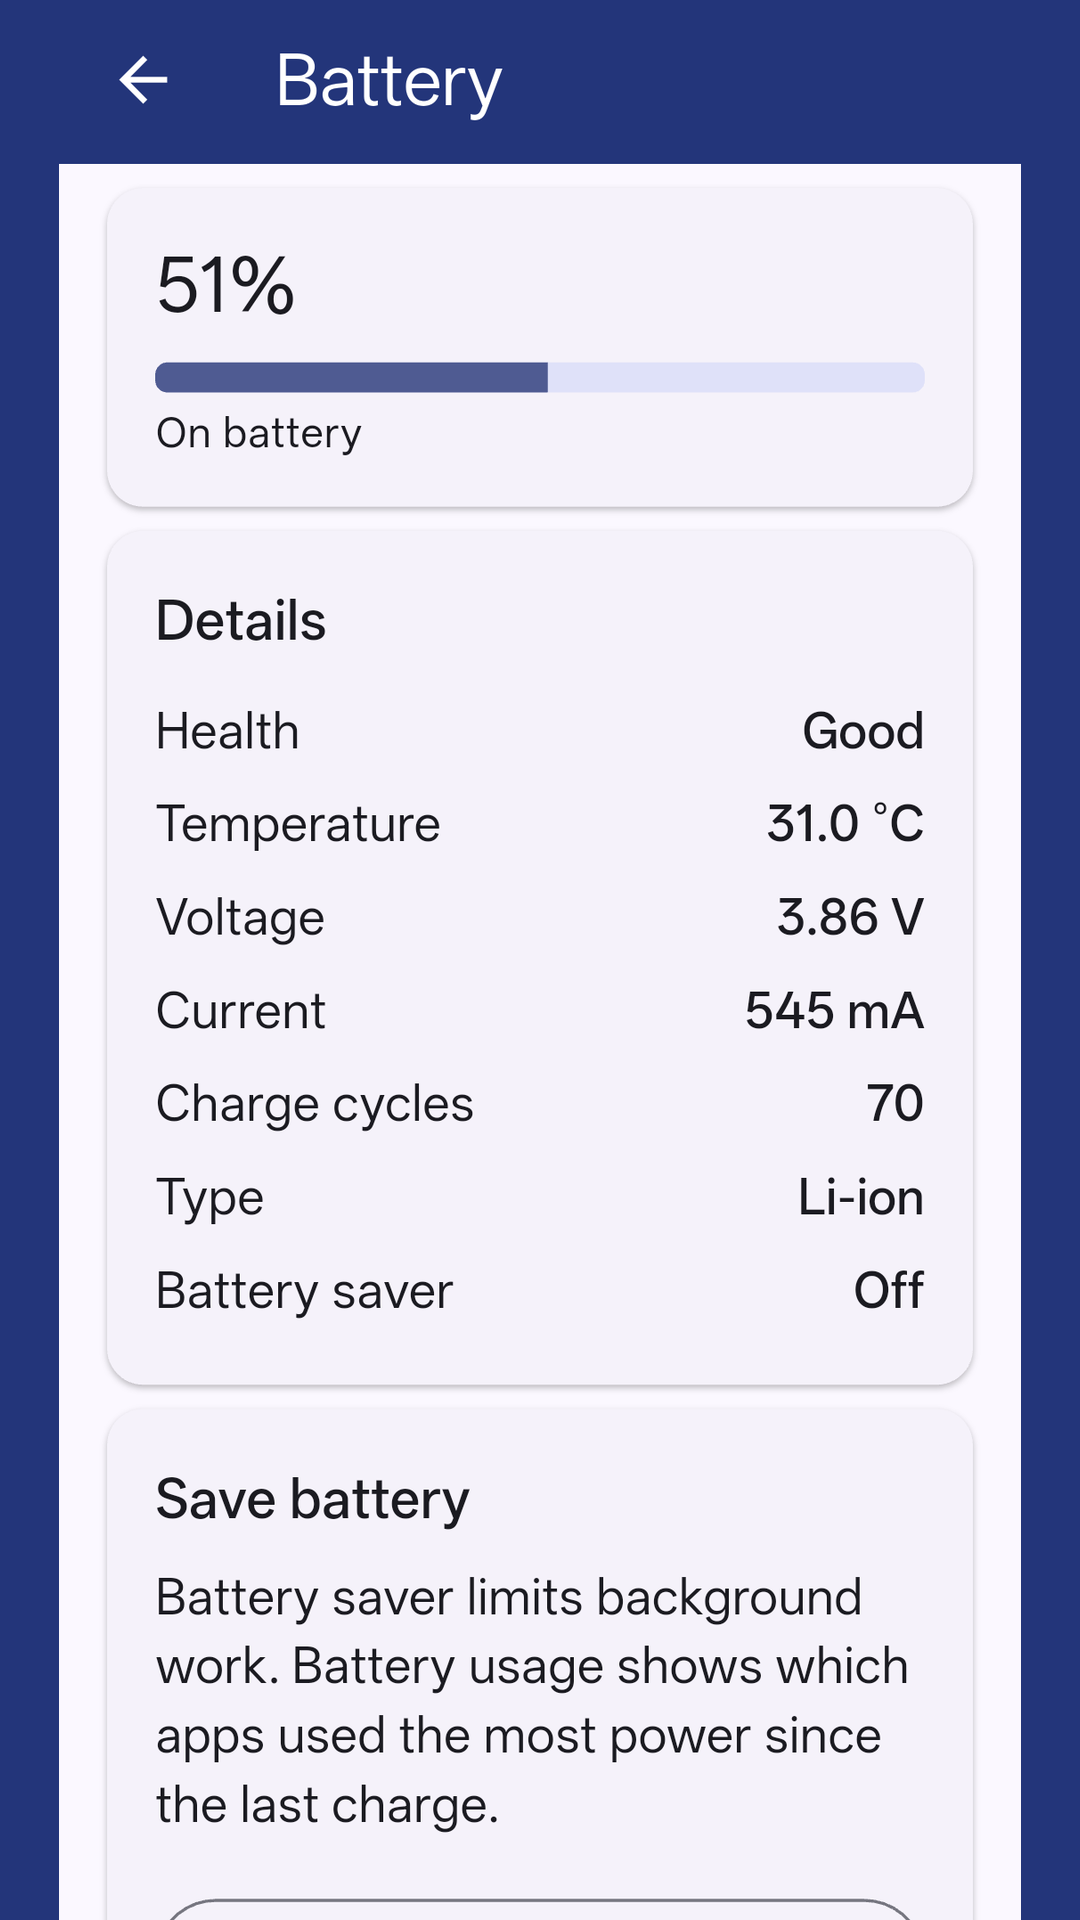 Battery
51%
On battery
Details
Health Good
Temperature 31.0 °C
Voltage 3.86 V
Current 545 mA
Charge cycles 70
Type Li-ion
Battery saver Off
Save battery
Battery saver limits background
work. Battery usage shows which
apps used the most power since
the last charge.